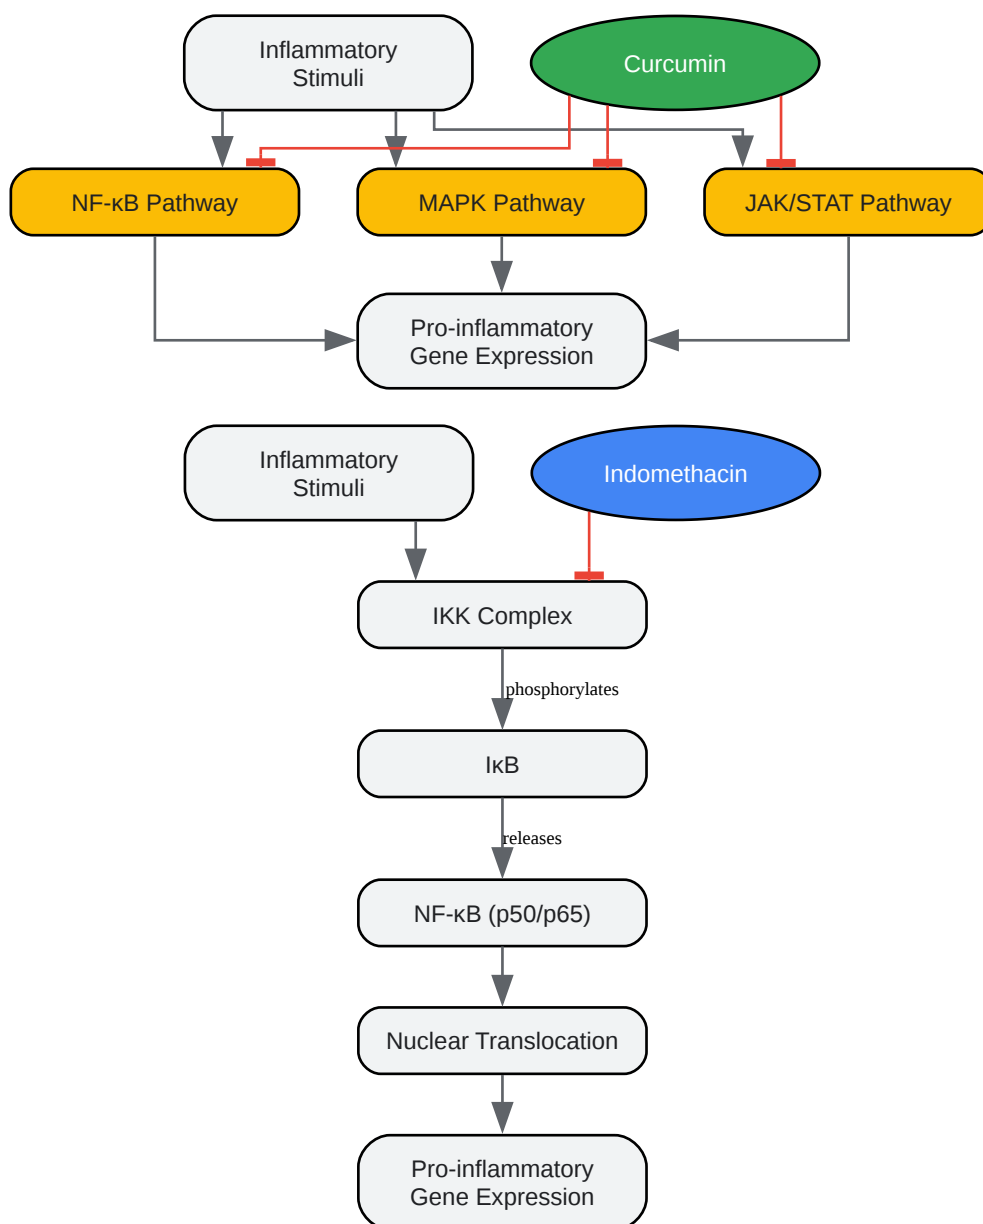 Inflammatory
Stimuli
Curcumin
NF-κB Pathway
MAPK Pathway
JAK/STAT Pathway
Pro-inflammatory
Gene Expression
Inflammatory
Stimuli
Indomethacin
IKK Complex
phosphorylates
IκB
releases
NF-κB (p50/p65)
Nuclear Translocation
Pro-inflammatory
Gene Expression